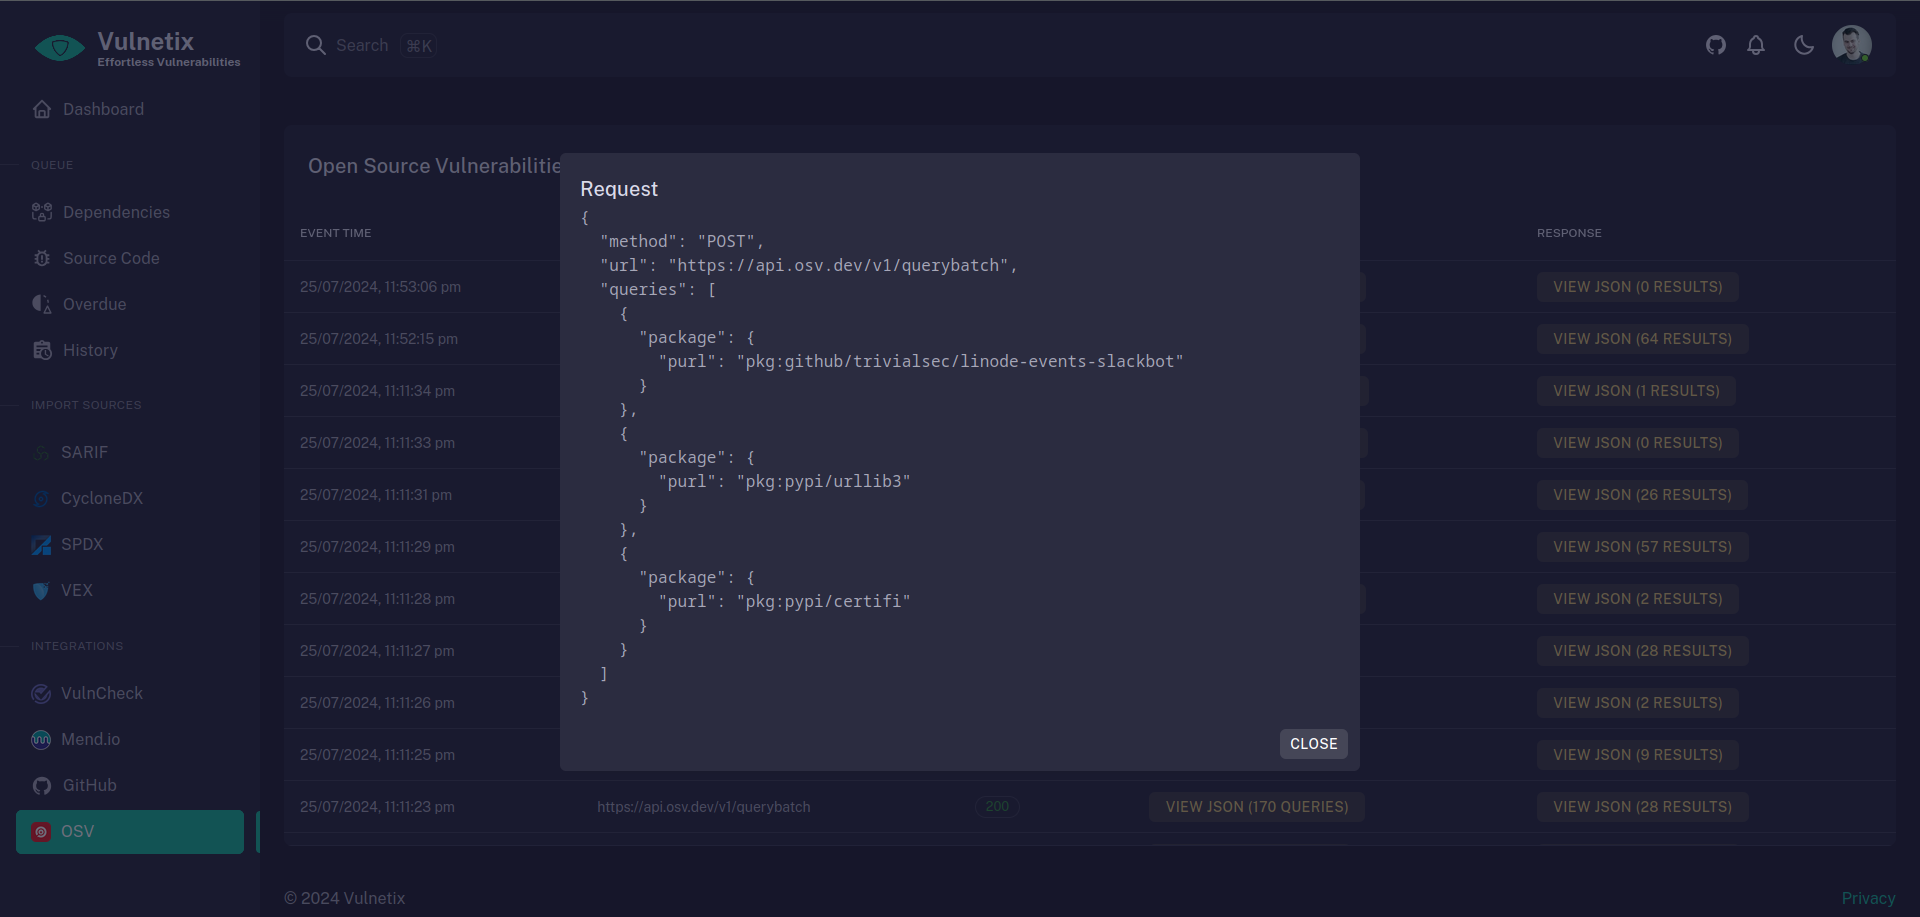 Vulnetix
Effortless Vulnerabilities
Search ⌘K
Dashboard
QUEUE
Dependencies
Source Code
Overdue
History
IMPORT SOURCES
SARIF
CycloneDX
SPDX
VEX
INTEGRATIONS
VulnCheck
Mend.io
GitHub
OSV
Open Source Vulnerabilitie
EVENT TIME RESPONSE
25/07/2024, 11:53:06 pm VIEW JSON (0 RESULTS)
25/07/2024, 11:52:15 pm VIEW JSON (64 RESULTS)
25/07/2024, 11:11:34 pm VIEW JSON (1 RESULTS)
25/07/2024, 11:11:33 pm VIEW JSON (0 RESULTS)
25/07/2024, 11:11:31 pm VIEW JSON (26 RESULTS)
25/07/2024, 11:11:29 pm VIEW JSON (57 RESULTS)
25/07/2024, 11:11:28 pm VIEW JSON (2 RESULTS)
25/07/2024, 11:11:27 pm VIEW JSON (28 RESULTS)
25/07/2024, 11:11:26 pm VIEW JSON (2 RESULTS)
25/07/2024, 11:11:25 pm VIEW JSON (9 RESULTS)
25/07/2024, 11:11:23 pm https://api.osv.dev/v1/querybatch 200 VIEW JSON (170 QUERIES) VIEW JSON (28 RESULTS)
Request
{
  "method": "POST",
  "url": "https://api.osv.dev/v1/querybatch",
  "queries": [
    {
      "package": {
        "purl": "pkg:github/trivialsec/linode-events-slackbot"
      }
    },
    {
      "package": {
        "purl": "pkg:pypi/urllib3"
      }
    },
    {
      "package": {
        "purl": "pkg:pypi/certifi"
      }
    }
  ]
}
CLOSE
© 2024 Vulnetix
Privacy